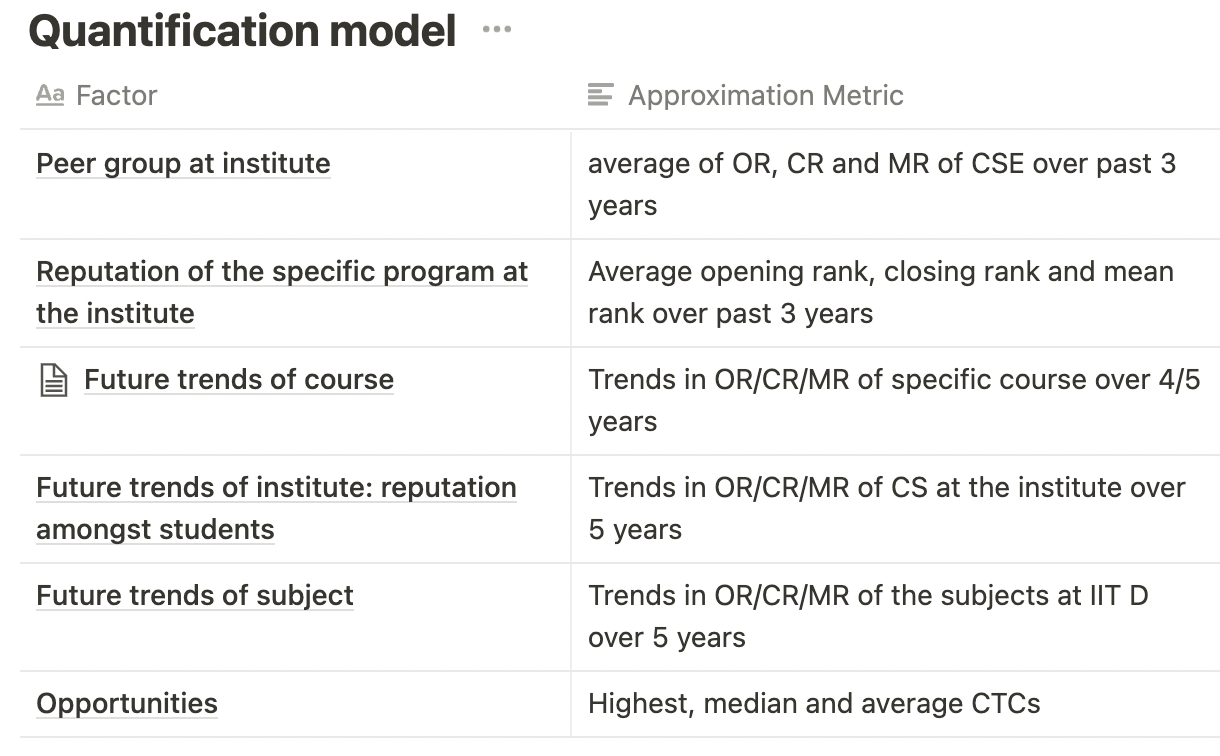 Quantification model ...
Aa Factor
Approximation Metric
Peer group at institute
average of OR, CR and MR of CSE over past 3
years
Reputation of the specific program at
the institute
Average opening rank, closing rank and mean
rank over past 3 years
Future trends of course
Trends in OR/CR/MR of specific course over 4/5
years
Future trends of institute: reputation
amongst students
Trends in OR/CR/MR of CS at the institute over
5 years
Future trends of subject
Trends in OR/CR/MR of the subjects at IIT D
over 5 years
Opportunities
Highest, median and average CTCs